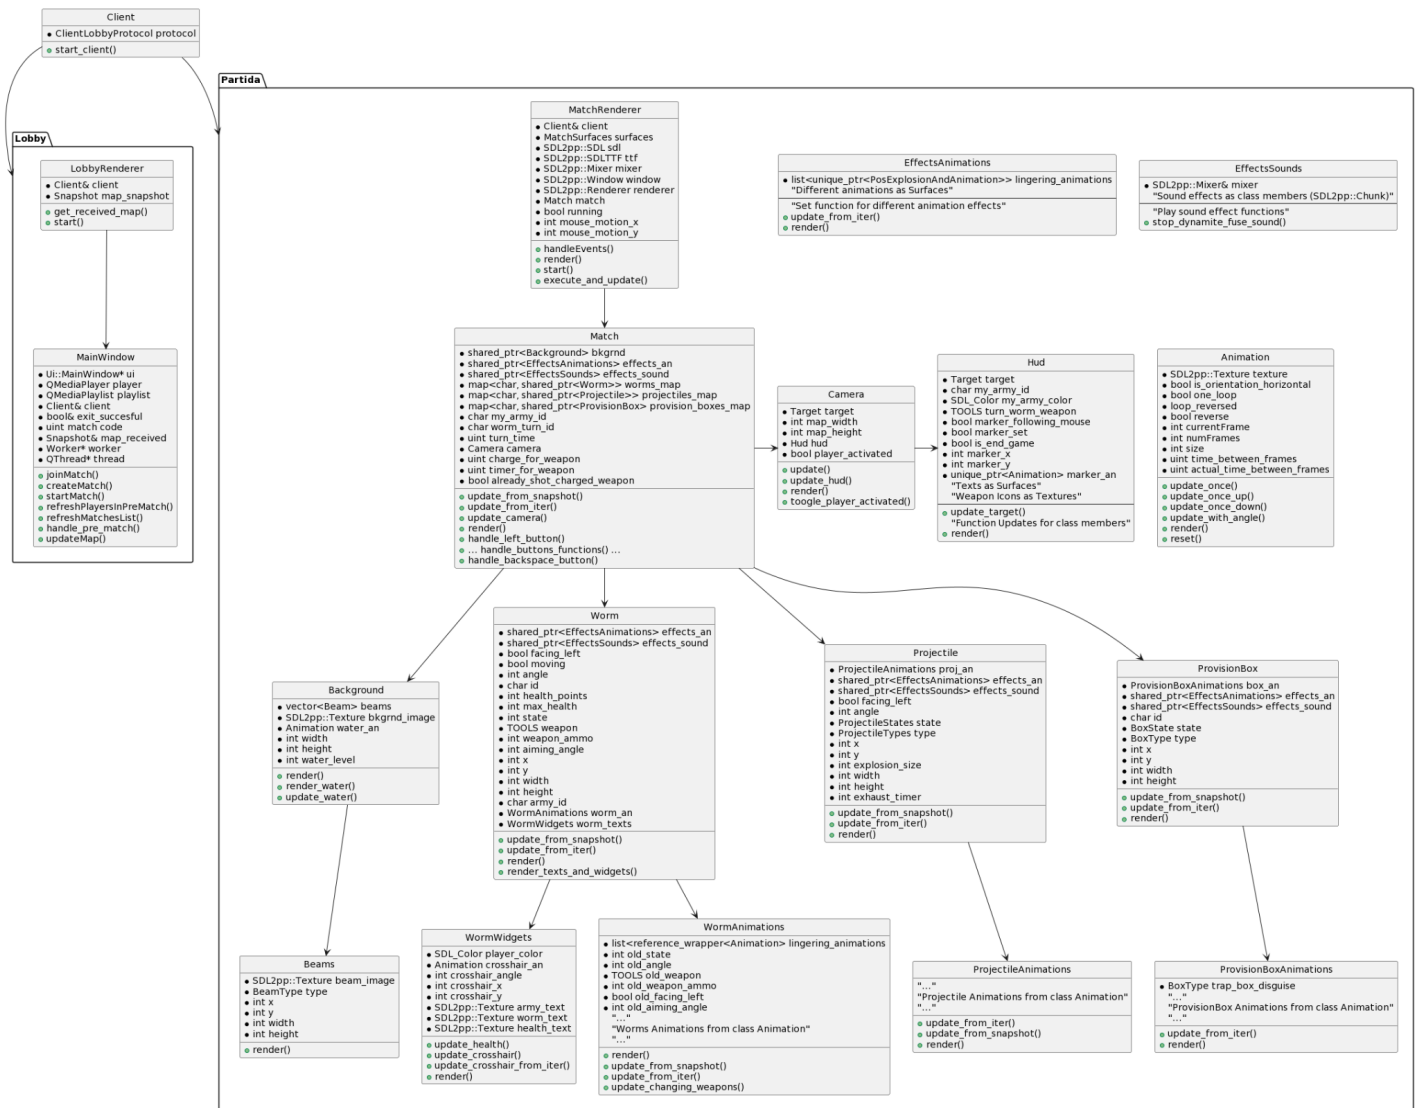 Client
ClientLobbyProtocol protocol
start_client()
Lobby
LobbyRenderer
Client& client
Snapshot map_snapshot
get_received_map()
start()
MainWindow
Ui::MainWindow* ui
QMediaPlayer player
QMediaPlaylist playlist
Client& client
bool& exit_succesful
uint match code
Snapshot& map_received
Worker* worker
QThread* thread
joinMatch()
createMatch()
startMatch()
refreshPlayersInPreMatch()
refreshMatchesList()
handle_pre_match()
updateMap()
Partida
MatchRenderer
Client& client
MatchSurfaces surfaces
SDL2pp::SDL sdl
SDL2pp::SDLTTF ttf
SDL2pp::Mixer mixer
SDL2pp::Window window
SDL2pp::Renderer renderer
Match match
bool running
int mouse_motion_x
int mouse_motion_y
handleEvents()
render()
start()
execute_and_update()
EffectsAnimations
list<unique_ptr<PosExplosionAndAnimation>> lingering_animations
"Different animations as Surfaces"
"Set function for different animation effects"
update_from_iter()
render()
EffectsSounds
SDL2pp::Mixer& mixer
"Sound effects as class members (SDL2pp::Chunk)"
"Play sound effect functions"
stop_dynamite_fuse_sound()
Match
shared_ptr<Background> bkgrnd
shared_ptr<EffectsAnimations> effects_an
shared_ptr<EffectsSounds> effects_sound
map<char, shared_ptr<Worm>> worms_map
map<char, shared_ptr<Projectile>> projectiles_map
map<char, shared_ptr<ProvisionBox> provision_boxes_map
char my_army_id
char worm_turn_id
uint turn_time
Camera camera
uint charge_for_weapon
uint timer_for_weapon
bool already_shot_charged_weapon
update_from_snapshot()
update_from_iter()
update_camera()
render()
handle_left_button()
... handle_buttons_functions() ...
handle_backspace_button()
Camera
Target target
int map_width
int map_height
Hud hud
bool player_activated
update()
update_hud()
render()
toogle_player_activated()
Hud
Target target
char my_army_id
SDL_Color my_army_color
TOOLS turn_worm_weapon
bool marker_following_mouse
bool marker_set
bool is_end_game
int marker_x
int marker_y
unique_ptr<Animation> marker_an
"Texts as Surfaces"
"Weapon Icons as Textures"
update_target()
"Function Updates for class members"
render()
Animation
SDL2pp::Texture texture
bool is_orientation_horizontal
bool one_loop
loop_reversed
bool reverse
int currentFrame
int numFrames
int size
uint time_between_frames
uint actual_time_between_frames
update_once()
update_once_up()
update_once_down()
update_with_angle()
render()
reset()
Background
vector<Beam> beams
SDL2pp::Texture bkgrnd_image
Animation water_an
int width
int height
int water_level
render()
render_water()
update_water()
Worm
shared_ptr<EffectsAnimations> effects_an
shared_ptr<EffectsSounds> effects_sound
bool facing_left
bool moving
int angle
char id
int health_points
int max_health
int state
TOOLS weapon
int weapon_ammo
int aiming_angle
int x
int y
int width
int height
char army_id
WormAnimations worm_an
WormWidgets worm_texts
update_from_snapshot()
update_from_iter()
render()
render_texts_and_widgets()
Projectile
ProjectileAnimations proj_an
shared_ptr<EffectsAnimations> effects_an
shared_ptr<EffectsSounds> effects_sound
bool facing_left
int angle
ProjectileStates state
ProjectileTypes type
int x
int y
int explosion_size
int width
int height
int exhaust_timer
update_from_snapshot()
update_from_iter()
render()
ProvisionBox
ProvisionBoxAnimations box_an
shared_ptr<EffectsAnimations> effects_an
shared_ptr<EffectsSounds> effects_sound
char id
BoxState state
BoxType type
int x
int y
int width
int height
update_from_snapshot()
update_from_iter()
render()
Beams
SDL2pp::Texture beam_image
BeamType type
int x
int y
int width
int height
render()
WormWidgets
SDL_Color player_color
Animation crosshair_an
int crosshair_angle
int crosshair_x
int crosshair_y
SDL2pp::Texture army_text
SDL2pp::Texture worm_text
SDL2pp::Texture health_text
update_health()
update_crosshair()
update_crosshair_from_iter()
render()
WormAnimations
list<reference_wrapper<Animation> lingering_animations
int old_state
int old_angle
TOOLS old_weapon
int old_weapon_ammo
bool old_facing_left
int old_aiming_angle
"..."
"Worms Animations from class Animation"
"..."
render()
update_from_snapshot()
update_from_iter()
update_changing_weapons()
ProjectileAnimations
"..."
"Projectile Animations from class Animation"
"..."
update_from_iter()
update_from_snapshot()
render()
ProvisionBoxAnimations
BoxType trap_box_disguise
"..."
"ProvisionBox Animations from class Animation"
"..."
update_from_iter()
render()